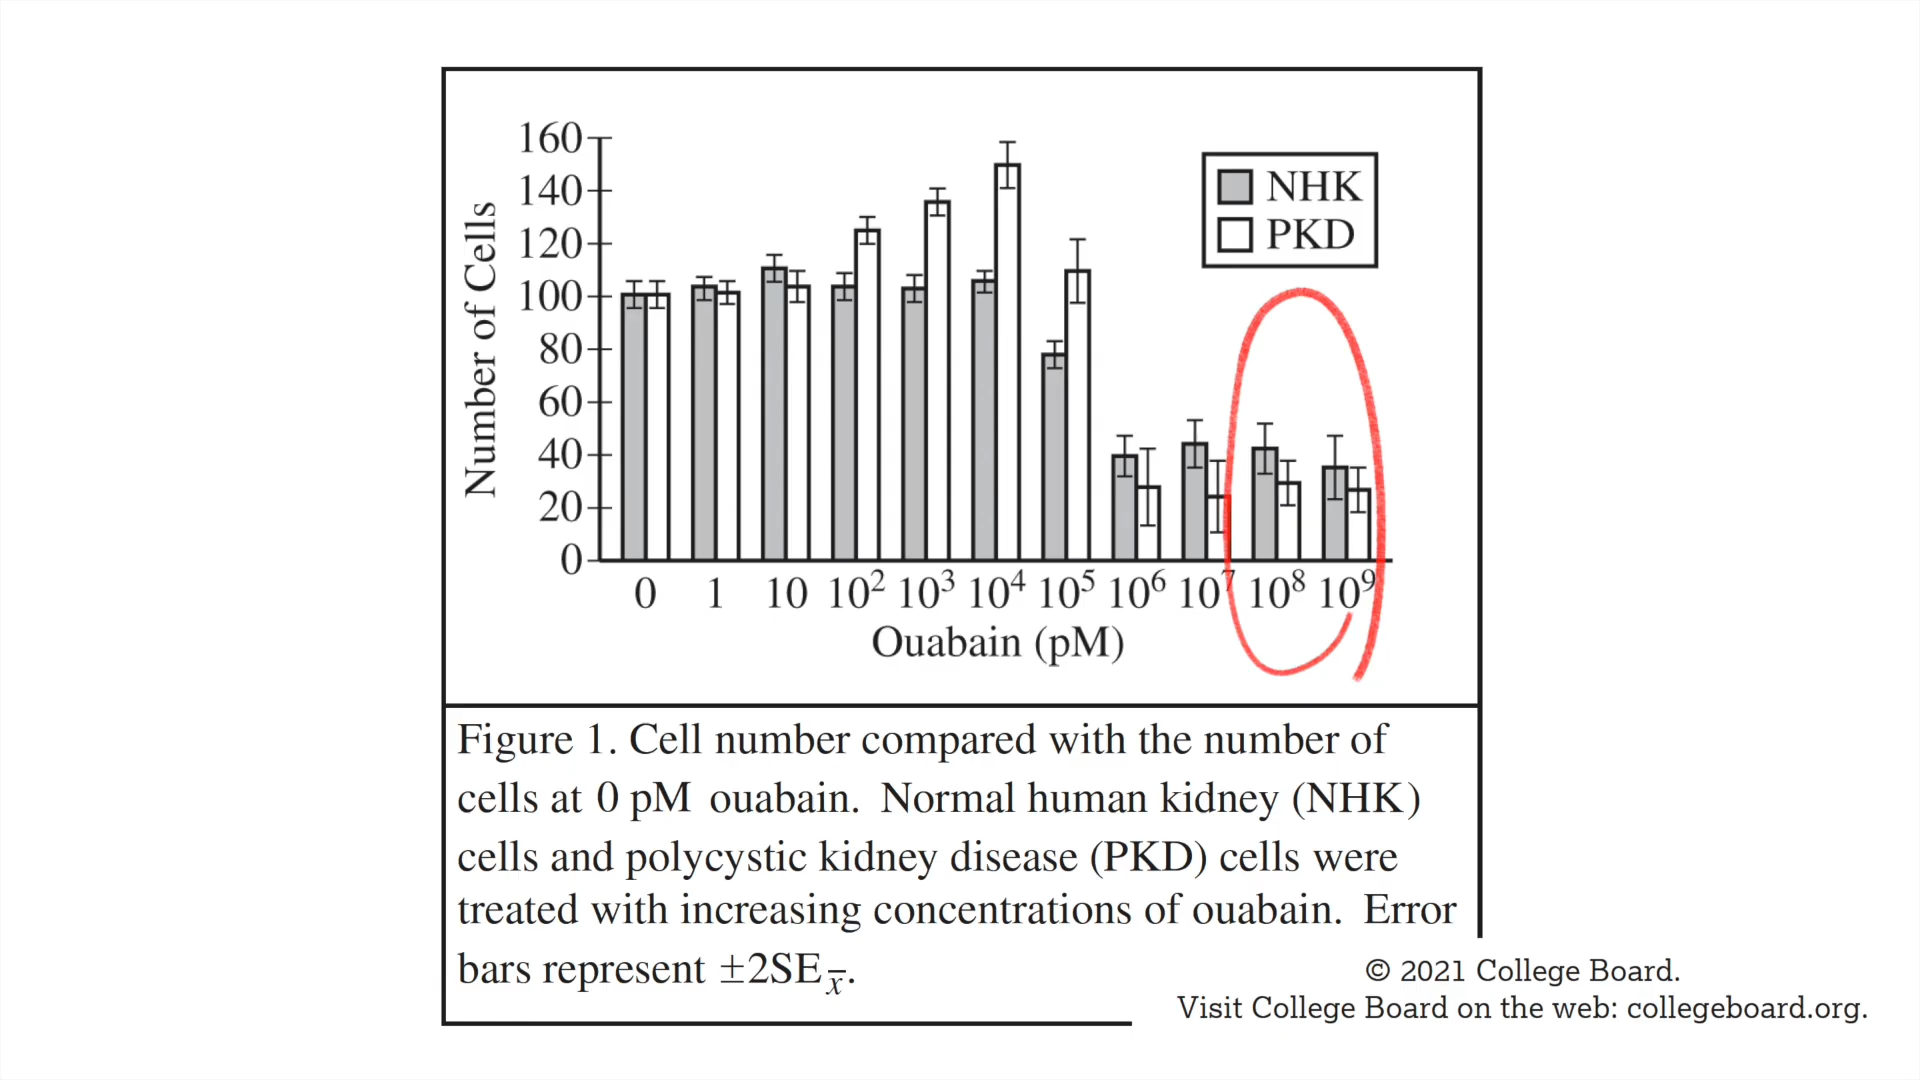 160
140
120
100
80
60
40
20
0
Number of Cells
NHK
PKD
0 1 10 10² 10³ 10⁴ 10⁵ 10⁶ 10⁷ 10⁸ 10⁹
Ouabain (pM)
Figure 1. Cell number compared with the number of
cells at 0 pM ouabain. Normal human kidney (NHK)
cells and polycystic kidney disease (PKD) cells were
treated with increasing concentrations of ouabain. Error
bars represent ±2SE_x̅.
© 2021 College Board.
Visit College Board on the web: collegeboard.org.